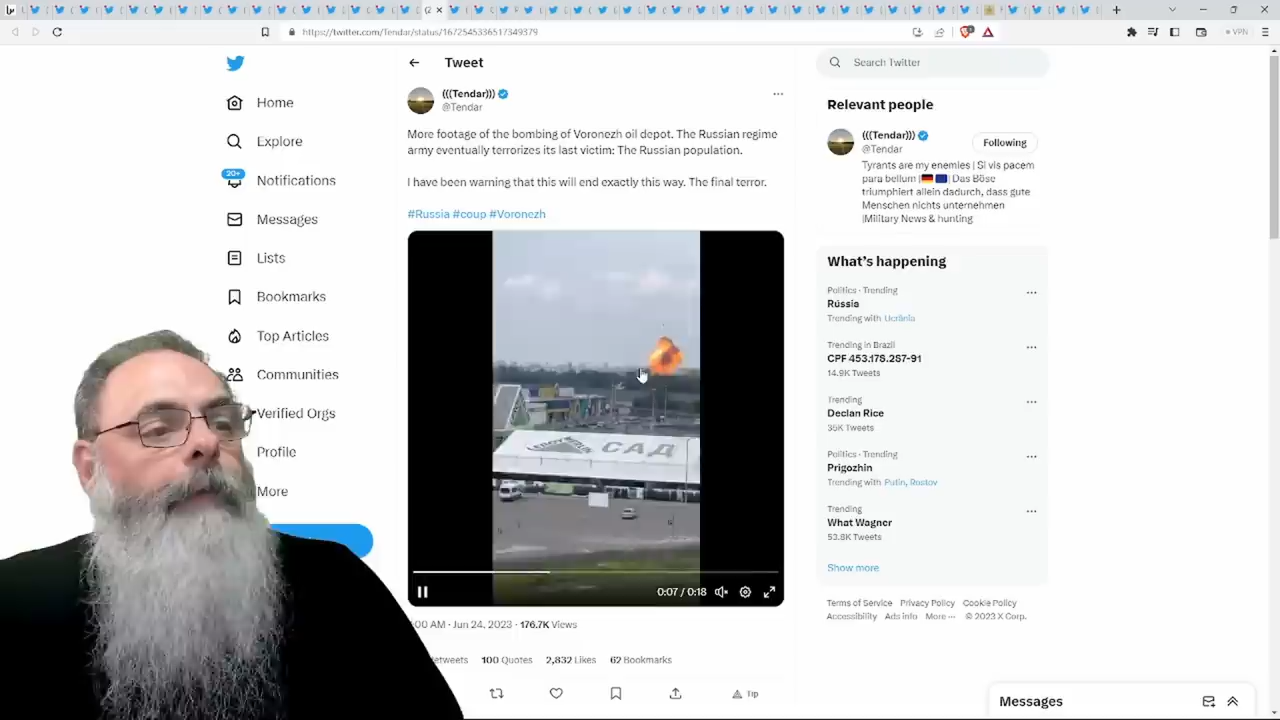 https://twitter.com/Tendar/status/1672545336517349379
VPN
Home
Explore
20+
Notifications
Messages
Lists
Bookmarks
Top Articles
Communities
Verified Orgs
Profile
More
Tweet
(((Tendar)))
@Tendar
More footage of the bombing of Voronezh oil depot. The Russian regime
army eventually terrorizes its last victim: The Russian population.
I have been warning that this will end exactly this way. The final terror.
#Russia #coup #Voronezh
LEROY MERLIN САД
0:07 / 0:18
:00 AM · Jun 24, 2023 · 176.7K Views
etweets 100 Quotes 2,832 Likes 62 Bookmarks
Tip
Search Twitter
Relevant people
(((Tendar)))
@Tendar
Following
Tyrants are my enemies | Si vis pacem
para bellum | | Das Böse
triumphiert allein dadurch, dass gute
Menschen nichts unternehmen
|Military News & hunting
What's happening
Politics · Trending
Rússia
Trending with Ucrânia
Trending in Brazil
CPF 453.178.287-91
14.9K Tweets
Trending
Declan Rice
35K Tweets
Politics · Trending
Prigozhin
Trending with Putin, Rostov
Trending
What Wagner
53.8K Tweets
Show more
Terms of Service Privacy Policy Cookie Policy
Accessibility Ads info More ··· © 2023 X Corp.
Messages